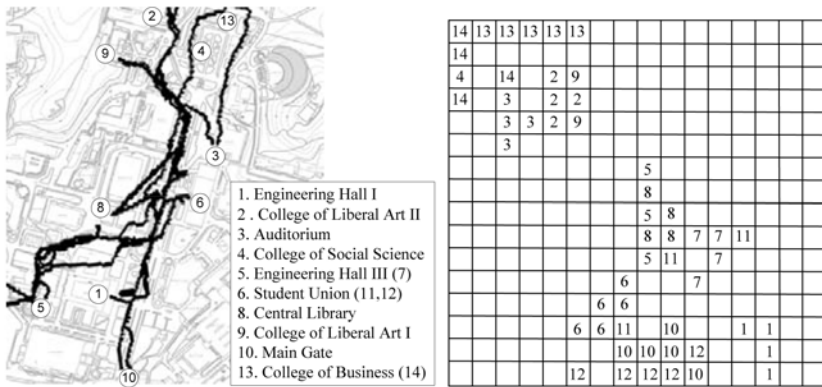 2
13
9
4
3
8
6
1
5
10
1. Engineering Hall I
2 . College of Liberal Art II
3. Auditorium
4. College of Social Science
5. Engineering Hall III (7)
6. Student Union (11,12)
8. Central Library
9. College of Liberal Art I
10. Main Gate
13. College of Business (14)
14 13 13 13 13 13
14
4 14 2 9
14 3 2 2
3 3 2 9
3
5
8
5 8
8 8 7 7 11
5 11 7
6 7
6 6
6 6 11 10 1 1
10 10 10 12 1
12 12 12 12 10 1